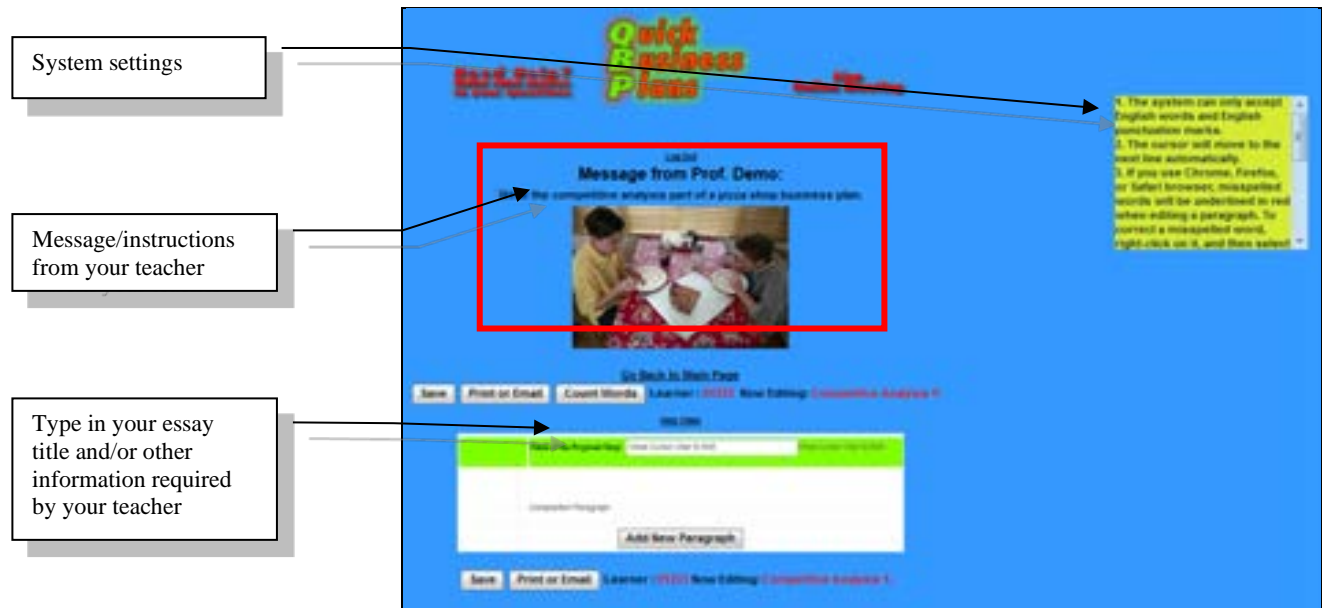 System settings
Quick
Business
Plans
1. The system can only accept
English words and English
punctuation marks.
2. The cursor will move to the
next line automatically.
3. If you use Chrome, Firefox,
or Safari browser, misspelled
words will be underlined in red
when editing a paragraph. To
correct a misspelled word,
right-click on it, and then select
Log Out
Message from Prof. Demo:
the competitive analysis part of a pizza shop business plan.
Message/instructions
from your teacher
Go Back to Main Page
Save Print or Email Count Words Learner: Now Editing: Competitive Analysis
Type in your essay
title and/or other
information required
by your teacher
Completed Paragraph
Add New Paragraph
Save Print or Email Learner: Now Editing: Competitive Analysis